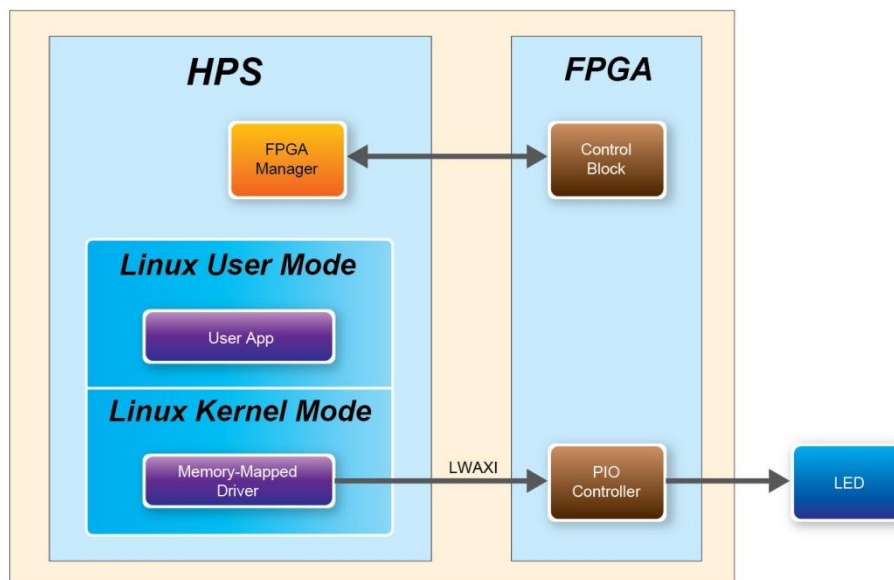 HPS
FPGA
FPGA
Manager
Control
Block
Linux User Mode
User App
Linux Kernel Mode
Memory-Mapped
Driver
LWAXI
PIO
Controller
LED